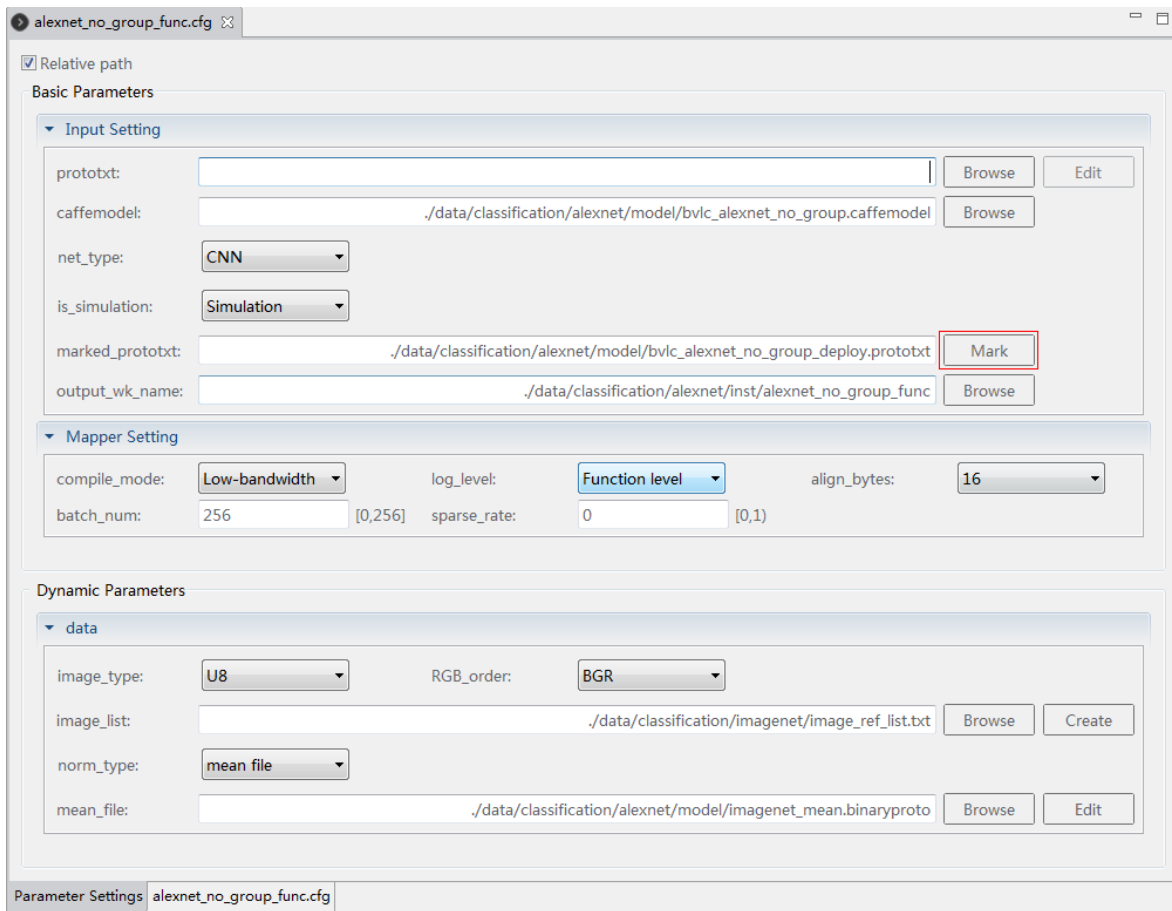 alexnet_no_group_func.cfg
Relative path
Basic Parameters
Input Setting
prototxt: Browse Edit
caffemodel: ./data/classification/alexnet/model/bvlc_alexnet_no_group.caffemodel Browse
net_type: CNN
is_simulation: Simulation
marked_prototxt: ./data/classification/alexnet/model/bvlc_alexnet_no_group_deploy.prototxt Mark
output_wk_name: ./data/classification/alexnet/inst/alexnet_no_group_func Browse
Mapper Setting
compile_mode: Low-bandwidth log_level: Function level align_bytes: 16
batch_num: 256 [0,256] sparse_rate: 0 [0,1)
Dynamic Parameters
data
image_type: U8 RGB_order: BGR
image_list: ./data/classification/imagenet/image_ref_list.txt Browse Create
norm_type: mean file
mean_file: ./data/classification/alexnet/model/imagenet_mean.binaryproto Browse Edit
Parameter Settings alexnet_no_group_func.cfg